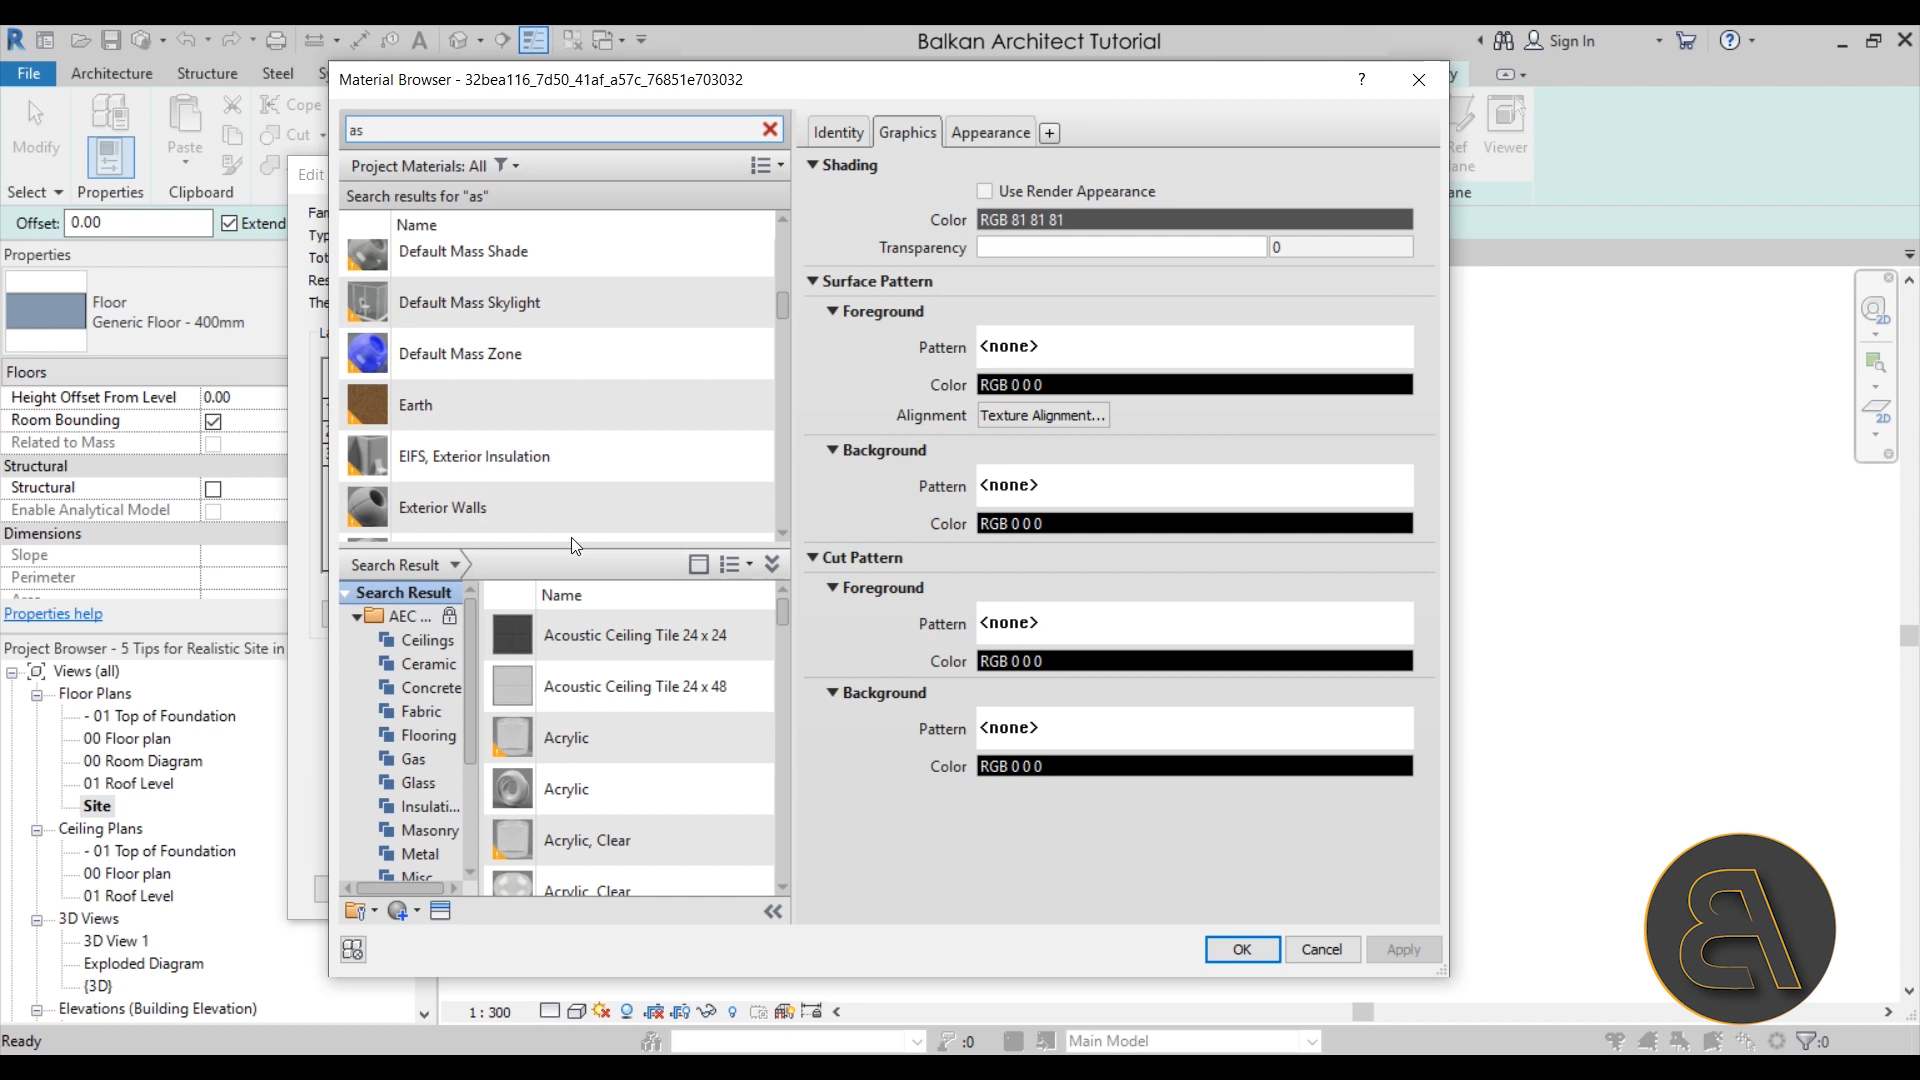 Balkan Architect Tutorial
Sign In
File
Architecture
Structure
Steel
Modify
Select
Properties
Paste
Clipboard
Cope
Cut
Ref
Viewer
Offset: 0.00
Extend
Properties
Floor
Generic Floor - 400mm
Floors
Height Offset From Level 0.00
Room Bounding
Related to Mass
Structural
Structural
Enable Analytical Model
Dimensions
Slope
Perimeter
Properties help
Project Browser - 5 Tips for Realistic Site in
Views (all)
Floor Plans
- 01 Top of Foundation
00 Floor plan
00 Room Diagram
01 Roof Level
Site
Ceiling Plans
- 01 Top of Foundation
00 Floor plan
01 Roof Level
3D Views
3D View 1
Exploded Diagram
{3D}
Elevations (Building Elevation)
Edit
Material Browser - 32bea116_7d50_41af_a57c_76851e703032
as
Project Materials: All
Search results for "as"
Name
Default Mass Shade
Default Mass Skylight
Default Mass Zone
Earth
EIFS, Exterior Insulation
Exterior Walls
Search Result
Search Result
AEC ...
Ceilings
Ceramic
Concrete
Fabric
Flooring
Gas
Glass
Insulati...
Masonry
Metal
Misc
Name
Acoustic Ceiling Tile 24 x 24
Acoustic Ceiling Tile 24 x 48
Acrylic
Acrylic
Acrylic, Clear
Acrylic, Clear
Identity
Graphics
Appearance
Shading
Use Render Appearance
Color RGB 81 81 81
Transparency 0
Surface Pattern
Foreground
Pattern <none>
Color RGB 0 0 0
Alignment Texture Alignment...
Background
Pattern <none>
Color RGB 0 0 0
Cut Pattern
Foreground
Pattern <none>
Color RGB 0 0 0
Background
Pattern <none>
Color RGB 0 0 0
OK
Cancel
Apply
2D
2D
1 : 300
Ready
:0
Main Model
:0